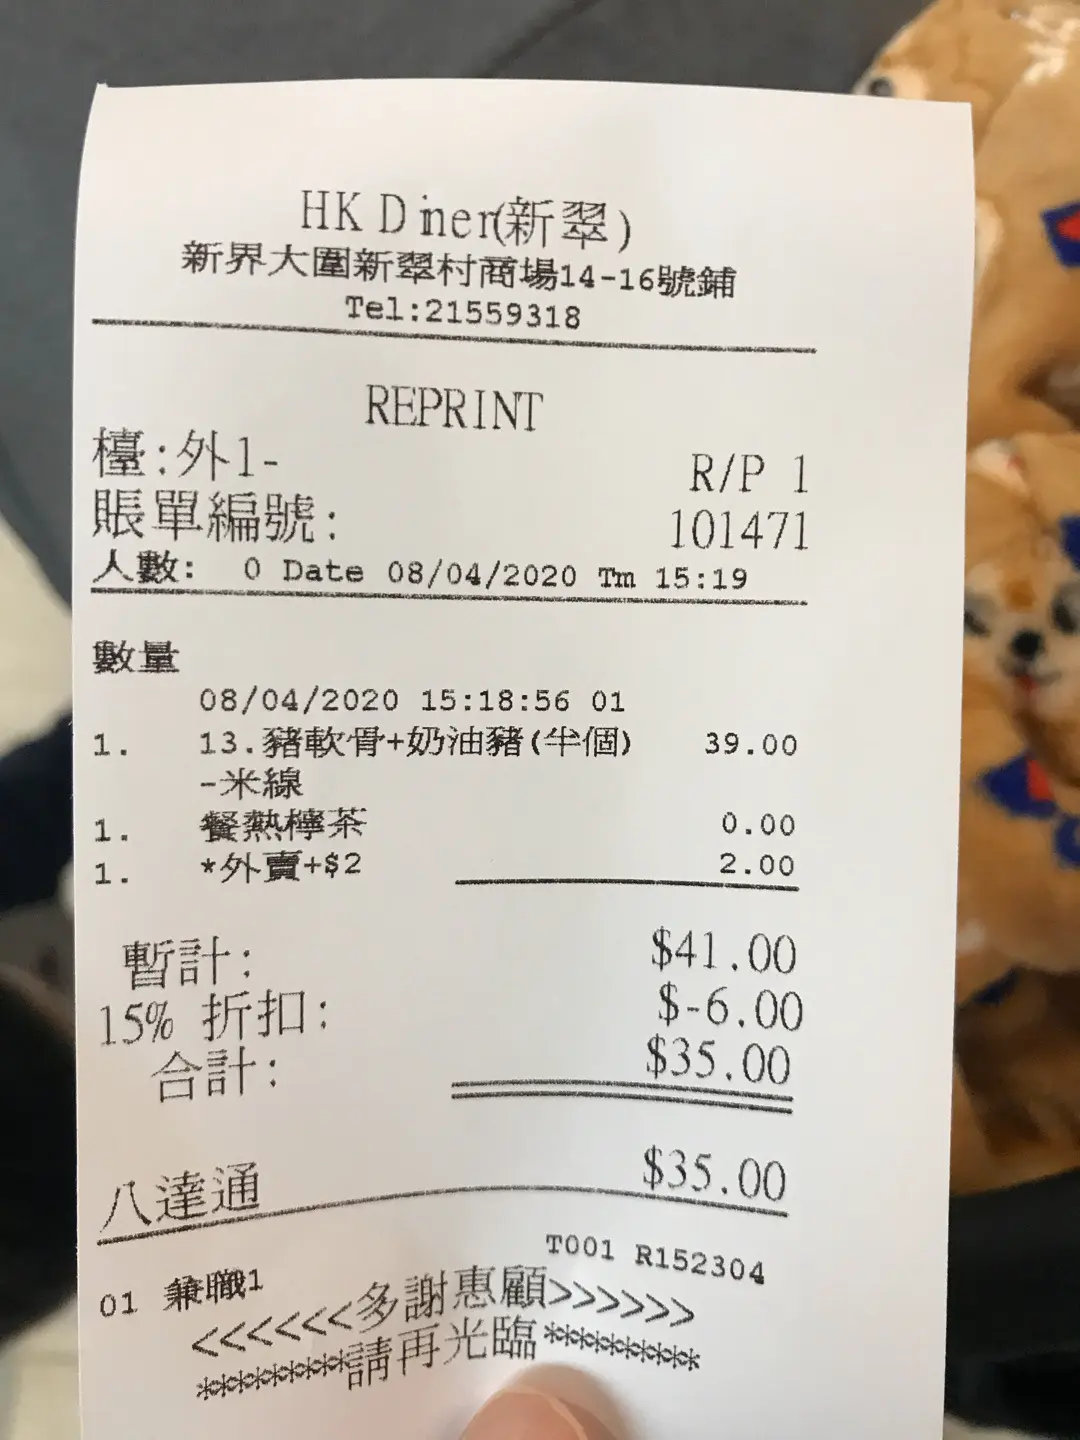 HK Diner(新翠)
新界大圍新翠村商場14-16號鋪
Tel:21559318
REPRINT
檯:外1- R/P 1
賬單編號: 101471
人數: 0 Date 08/04/2020 Tm 15:19
數量
08/04/2020 15:18:56 01
1. 13.豬軟骨+奶油豬(半個) 39.00
-米線
1. 餐熱檸茶 0.00
1. *外賣+$2 2.00
暫計: $41.00
15% 折扣: $-6.00
合計: $35.00
八達通 $35.00
T001 R152304
01 兼職1
<<<<<<多謝惠顧>>>>>>
*********請再光臨**********